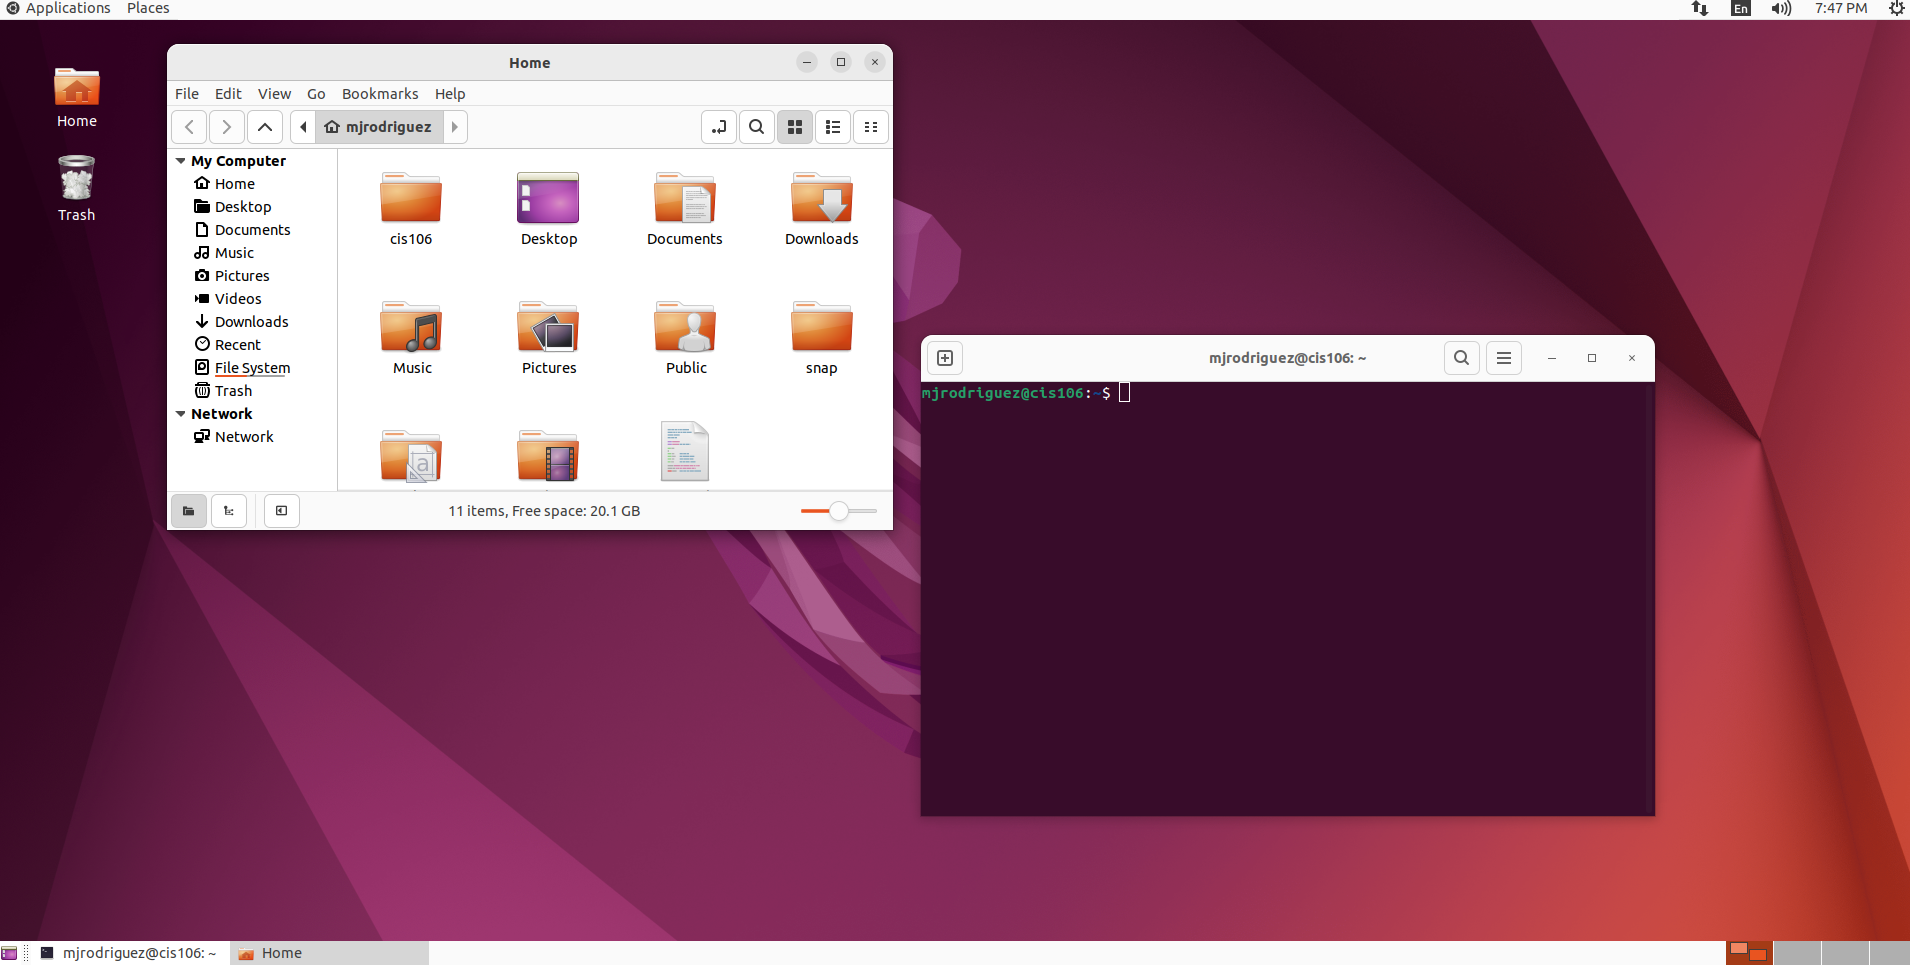 Applications Places En 7:47 PM
Home
Trash
Home
File Edit View Go Bookmarks Help
mjrodriguez
My Computer
Home
Desktop
Documents
Music
Pictures
Videos
Downloads
Recent
File System
Trash
Network
Network
cis106 Desktop Documents Downloads
Music Pictures Public snap
11 items, Free space: 20.1 GB
mjrodriguez@cis106: ~
mjrodriguez@cis106:~$
mjrodriguez@cis106: ~ Home